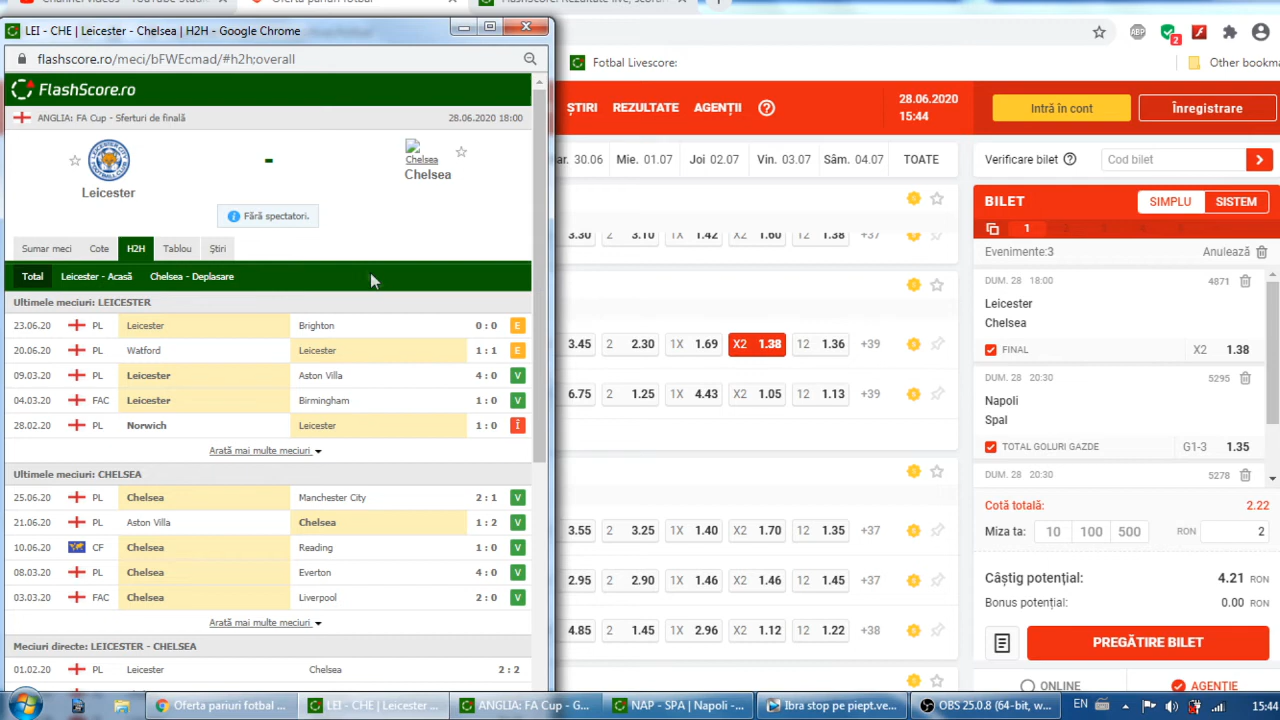 LEI - CHE | Leicester - Chelsea | H2H - Google Chrome
flashscore.ro/meci/bFWEcmad/#h2h;overall
FlashScore.ro
ANGLIA: FA Cup - Sferturi de finală 28.06.2020 18:00
Leicester
-
Chelsea
Chelsea
Fără spectatori.
Sumar meci Cote H2H Tablou Știri
Total Leicester - Acasă Chelsea - Deplasare
Ultimele meciuri: LEICESTER
23.06.20 PL Leicester Brighton 0 : 0 E
20.06.20 PL Watford Leicester 1 : 1 E
09.03.20 PL Leicester Aston Villa 4 : 0 V
04.03.20 FAC Leicester Birmingham 1 : 0 V
28.02.20 PL Norwich Leicester 1 : 0 Î
Arată mai multe meciuri
Ultimele meciuri: CHELSEA
25.06.20 PL Chelsea Manchester City 2 : 1 V
21.06.20 PL Aston Villa Chelsea 1 : 2 V
10.06.20 CF Chelsea Reading 1 : 0 V
08.03.20 PL Chelsea Everton 4 : 0 V
03.03.20 FAC Chelsea Liverpool 2 : 0 V
Arată mai multe meciuri
Meciuri directe: LEICESTER - CHELSEA
01.02.20 PL Leicester Chelsea 2 : 2
ABP 2
Fotbal Livescore: Other bookma
ȘTIRI REZULTATE AGENȚII ?
28.06.2020
15:44
Intră în cont Înregistrare
ar. 30.06 Mie. 01.07 Joi 02.07 Vin. 03.07 Sâm. 04.07 TOATE
Verificare bilet ? Cod bilet
3.30 3.10 1X 1.42 X2 1.60 12 1.38 +37
3.45 2 2.30 1X 1.69 X2 1.38 12 1.36 +39
6.75 2 1.25 1X 4.43 X2 1.05 12 1.13 +39
3.55 2 3.25 1X 1.40 X2 1.70 12 1.35 +37
2.95 2 2.90 1X 1.46 X2 1.46 12 1.45 +37
4.85 2 1.45 1X 2.96 X2 1.12 12 1.22 +38
BILET SIMPLU SISTEM
1 2 3 4 5
Evenimente:3 Anulează
DUM. 28 18:00 4871
Leicester
Chelsea
FINAL X2 1.38
DUM. 28 20:30 5295
Napoli
Spal
TOTAL GOLURI GAZDE G1-3 1.35
DUM. 28 20:30 5278
Cotă totală: 2.22
Miza ta: 10 100 500 RON 2
Câștig potențial: 4.21 RON
Bonus potențial: 0.00 RON
PREGĂTIRE BILET
ONLINE AGENȚIE
Oferta pariuri fotbal ...
LEI - CHE | Leicester ...
ANGLIA: FA Cup - G...
NAP - SPA | Napoli -...
Ibra stop pe piept.ve...
OBS 25.0.8 (64-bit, w...
EN 15:44